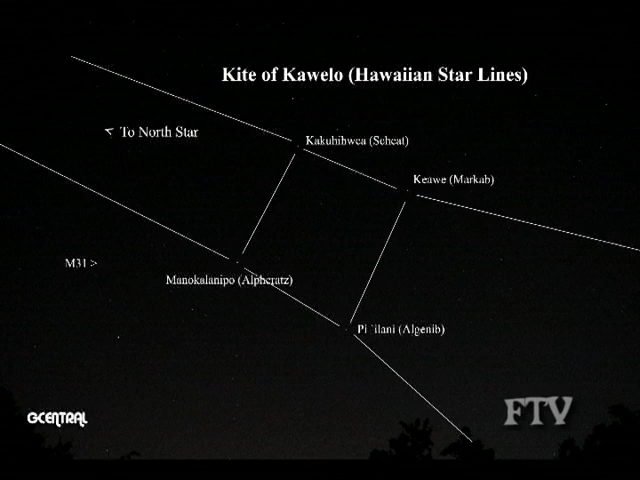 Kite of Kawelo (Hawaiian Star Lines)
< To North Star
Kakuhihwea (Scheat)
Keawe (Markab)
M31 >
Manokalanipo (Alpheratz)
Pi`ilani (Algenib)
GCENTRAL
FTV